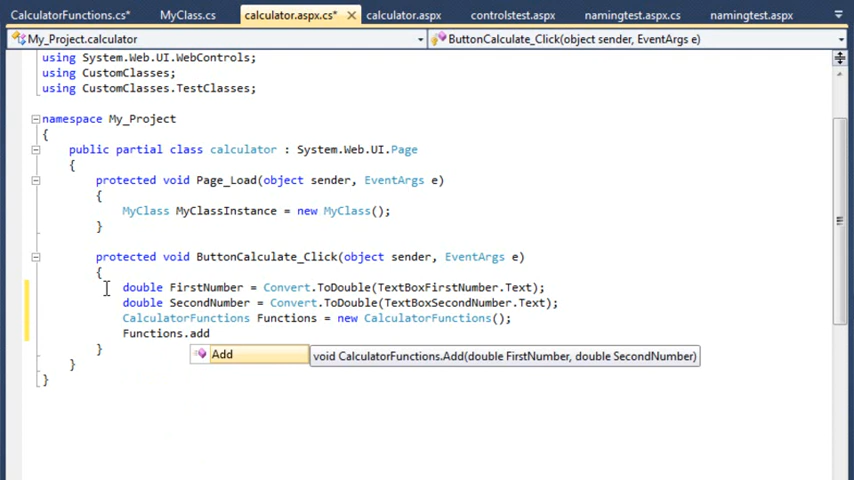 CalculatorFunctions.cs* MyClass.cs calculator.aspx.cs* calculator.aspx controlstest.aspx namingtest.aspx.cs namingtest.aspx
My_Project.calculator ButtonCalculate_Click(object sender, EventArgs e)
using System.Web.UI.WebControls;
using CustomClasses;
using CustomClasses.TestClasses;
namespace My_Project
{
public partial class calculator : System.Web.UI.Page
{
protected void Page_Load(object sender, EventArgs e)
{
MyClass MyClassInstance = new MyClass();
}
protected void ButtonCalculate_Click(object sender, EventArgs e)
{
double FirstNumber = Convert.ToDouble(TextBoxFirstNumber.Text);
double SecondNumber = Convert.ToDouble(TextBoxSecondNumber.Text);
CalculatorFunctions Functions = new CalculatorFunctions();
Functions.add
}
Add void CalculatorFunctions.Add(double FirstNumber, double SecondNumber)
}
}